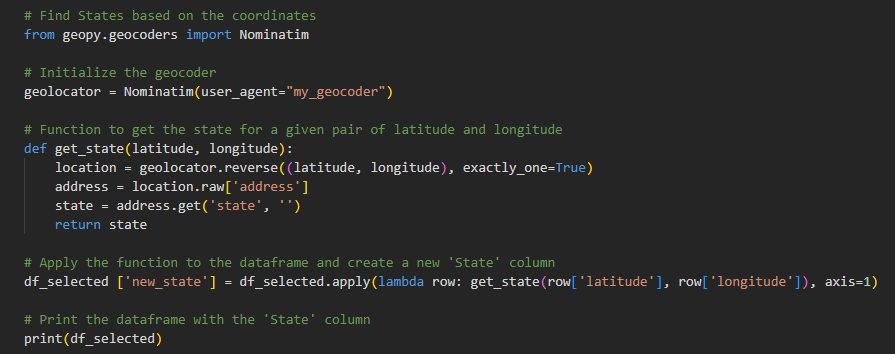 # Find States based on the coordinates
from geopy.geocoders import Nominatim
# Initialize the geocoder
geolocator = Nominatim(user_agent="my_geocoder")
# Function to get the state for a given pair of latitude and longitude
def get_state(latitude, longitude):
    location = geolocator.reverse((latitude, longitude), exactly_one=True)
    address = location.raw['address']
    state = address.get('state', '')
    return state
# Apply the function to the dataframe and create a new 'State' column
df_selected ['new_state'] = df_selected.apply(lambda row: get_state(row['latitude'], row['longitude']), axis=1)
# Print the dataframe with the 'State' column
print(df_selected)